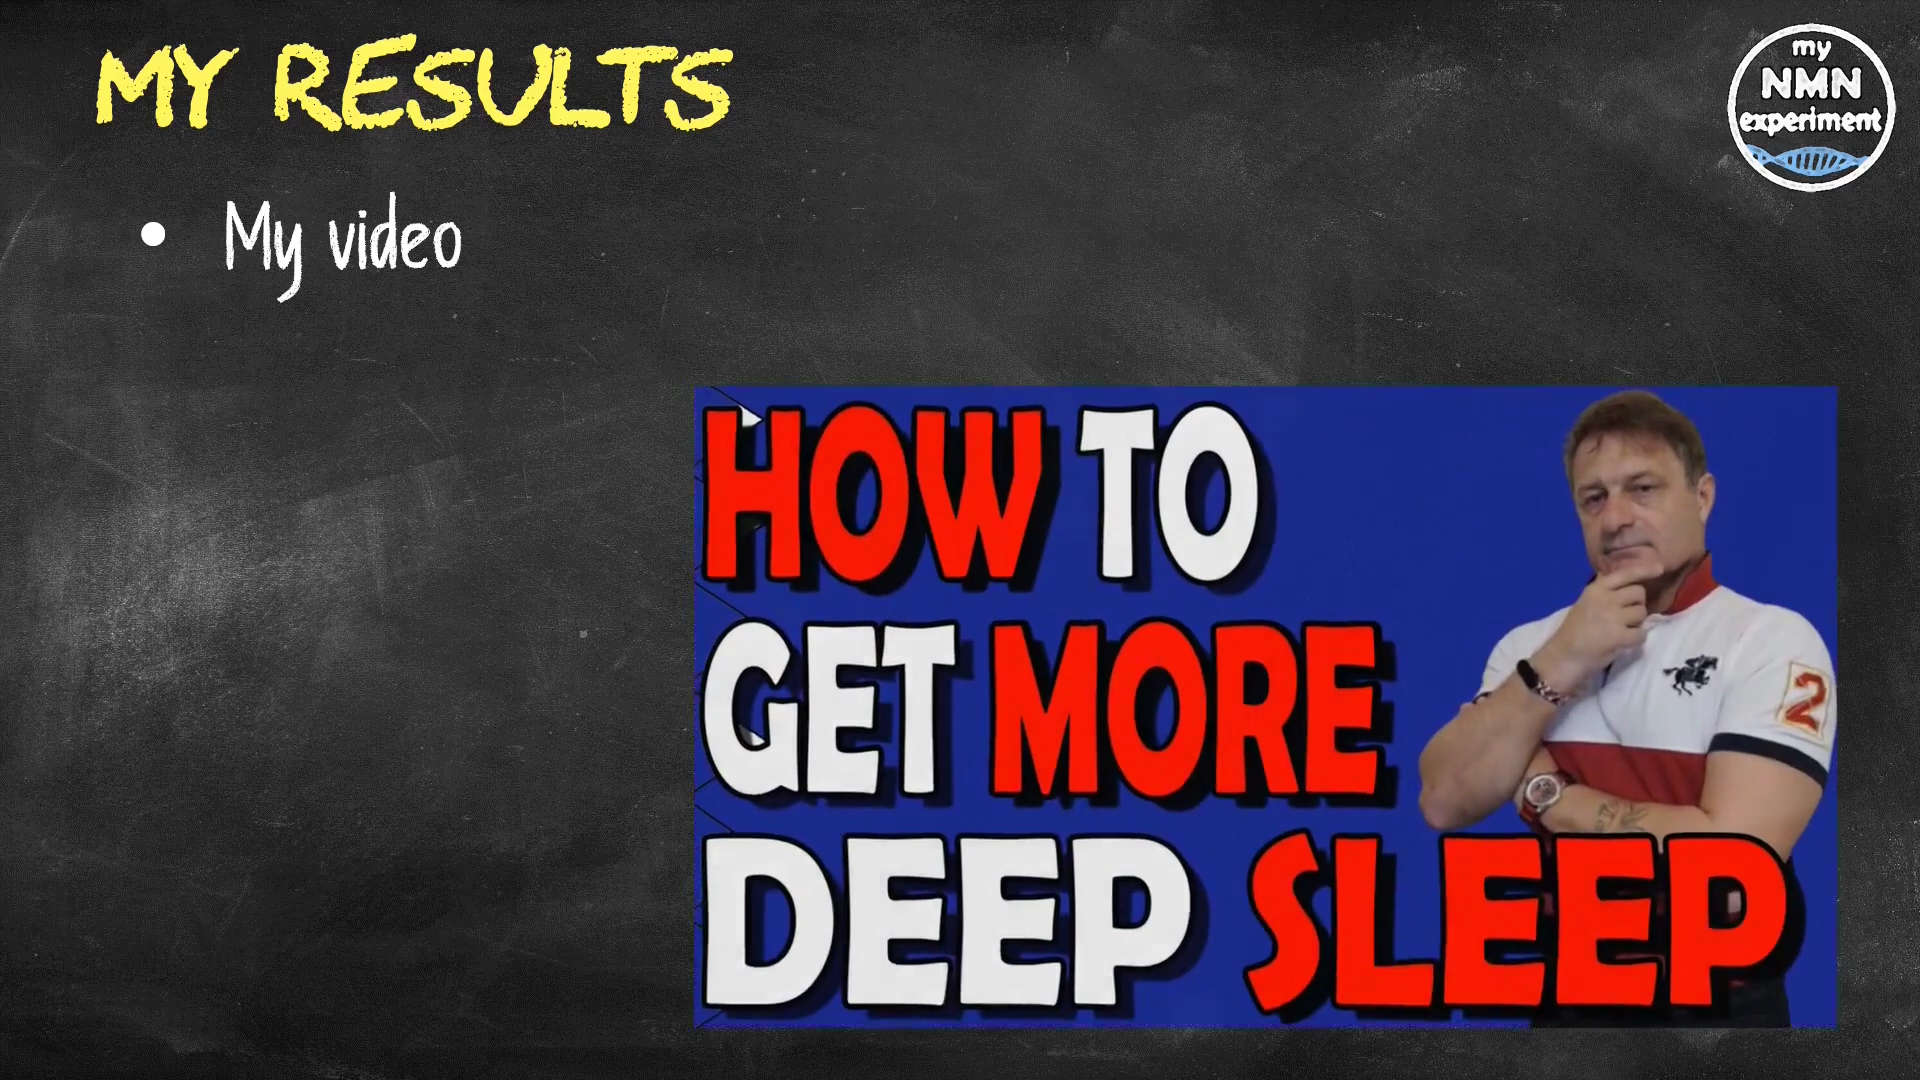 MY RESULTS
my
NMN
experiment
• My video
HOW TO
GET MORE
DEEP SLEEP
2